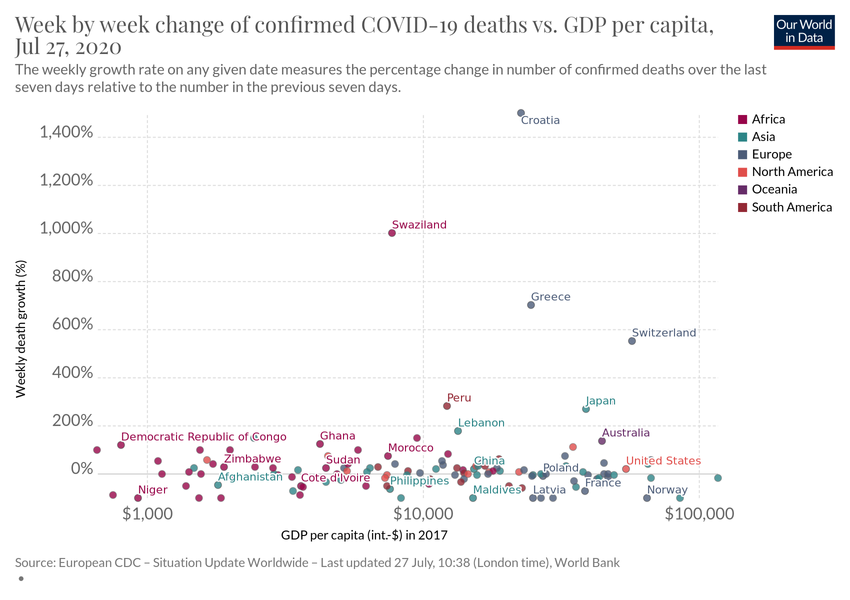 Week by week change of confirmed COVID-19 deaths vs. GDP per capita,
Jul 27, 2020
Our World
in Data
The weekly growth rate on any given date measures the percentage change in number of confirmed deaths over the last
seven days relative to the number in the previous seven days.
1,400%
1,200%
1,000%
800%
600%
400%
200%
0%
Weekly death growth (%)
Croatia
Swaziland
Greece
Switzerland
Peru
Japan
Lebanon
Australia
Democratic Republic of Congo
Ghana
Morocco
Zimbabwe
Sudan
China
Poland
United States
Afghanistan
Cote d'Ivoire
Philippines
France
Niger
Maldives
Latvia
Norway
Africa
Asia
Europe
North America
Oceania
South America
$1,000
$10,000
$100,000
GDP per capita (int.-$) in 2017
Source: European CDC – Situation Update Worldwide – Last updated 27 July, 10:38 (London time), World Bank